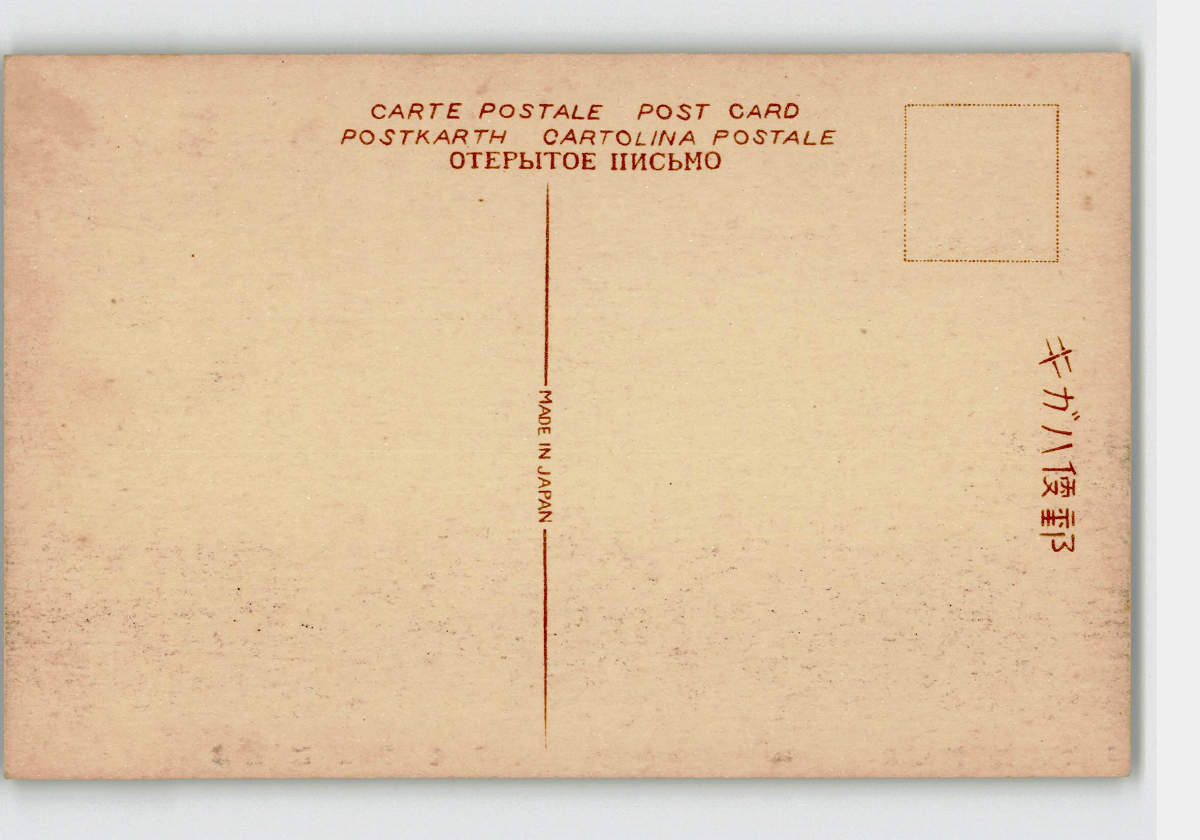 CARTE POSTALE POST CARD
POSTKARTH CARTOLINA POSTALE
ОТЕРЫТОЕ ПИСЬМО
MADE IN JAPAN
キガハ便郵